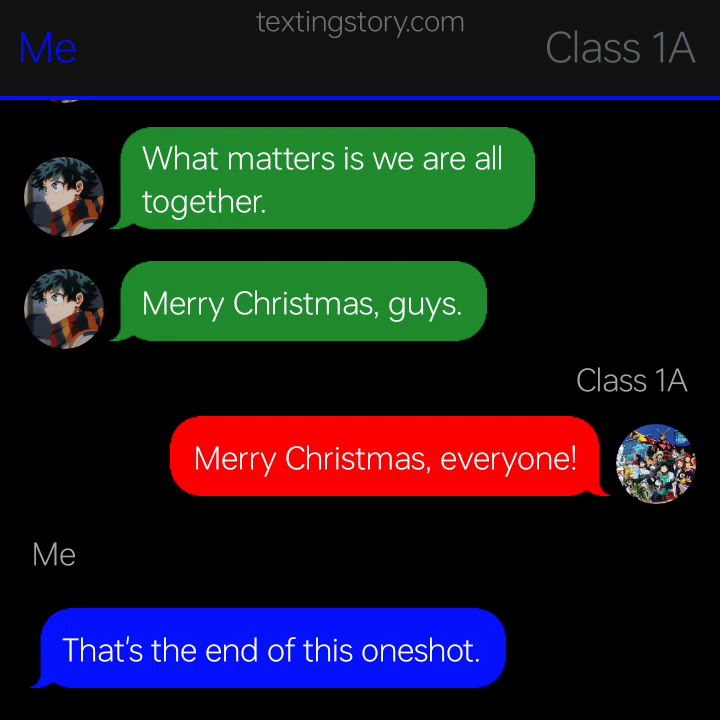 textingstory.com
Me
Class 1A
What matters is we are all
together.
Merry Christmas, guys.
Class 1A
Merry Christmas, everyone!
Me
That's the end of this oneshot.